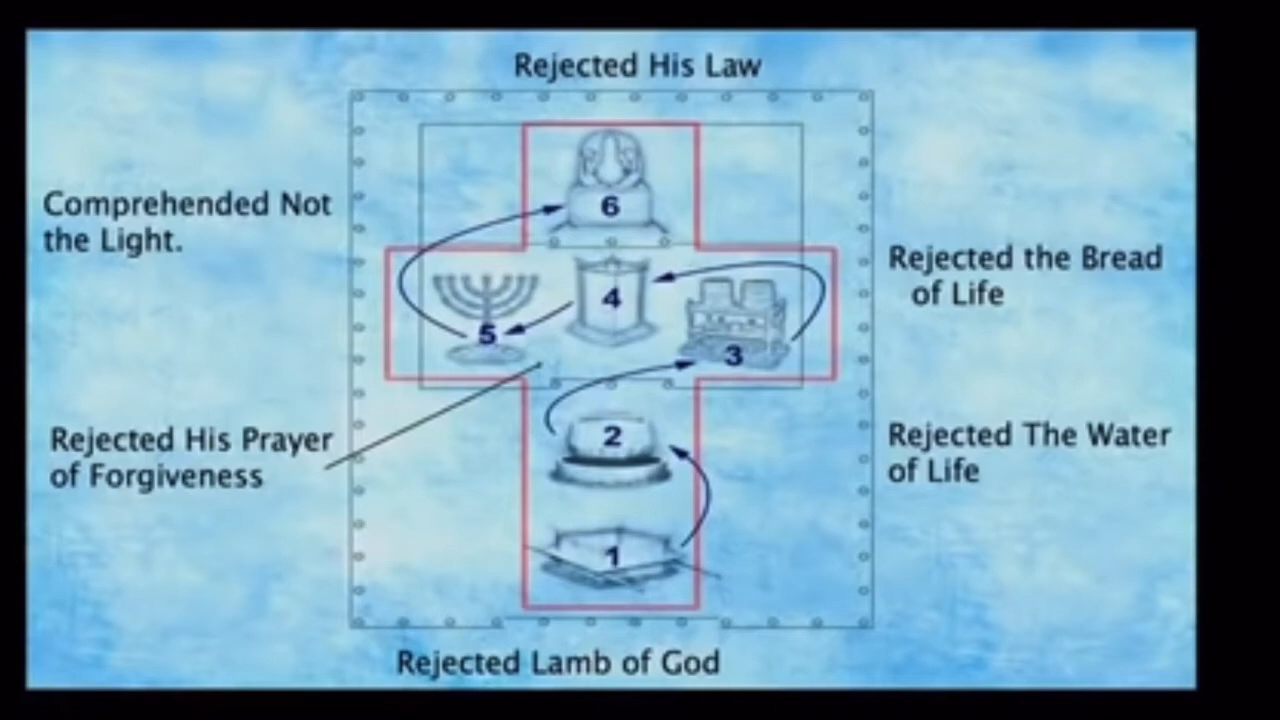 Rejected His Law
Comprehended Not
the Light.
6
Rejected the Bread
of Life
4
5
3
Rejected His Prayer
of Forgiveness
2
Rejected The Water
of Life
1
Rejected Lamb of God